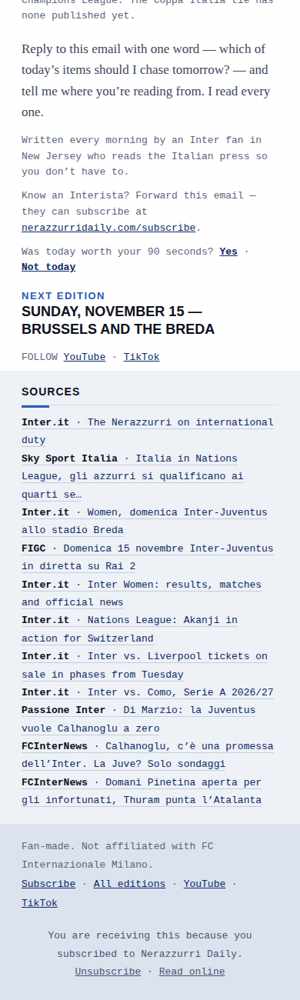 Champions League. The Coppa Italia tie has
none published yet.
Reply to this email with one word — which of
today’s items should I chase tomorrow? — and
tell me where you’re reading from. I read every
one.
Written every morning by an Inter fan in
New Jersey who reads the Italian press so
you don’t have to.
Know an Interista? Forward this email —
they can subscribe at
nerazzurridaily.com/subscribe.
Was today worth your 90 seconds? Yes ·
Not today
NEXT EDITION
SUNDAY, NOVEMBER 15 —
BRUSSELS AND THE BREDA
FOLLOW YouTube · TikTok
SOURCES
Inter.it · The Nerazzurri on international
duty
Sky Sport Italia · Italia in Nations
League, gli azzurri si qualificano ai
quarti se…
Inter.it · Women, domenica Inter-Juventus
allo stadio Breda
FIGC · Domenica 15 novembre Inter-Juventus
in diretta su Rai 2
Inter.it · Inter Women: results, matches
and official news
Inter.it · Nations League: Akanji in
action for Switzerland
Inter.it · Inter vs. Liverpool tickets on
sale in phases from Tuesday
Inter.it · Inter vs. Como, Serie A 2026/27
Passione Inter · Di Marzio: la Juventus
vuole Calhanoglu a zero
FCInterNews · Calhanoglu, c’è una promessa
dell’Inter. La Juve? Solo sondaggi
FCInterNews · Domani Pinetina aperta per
gli infortunati, Thuram punta l’Atalanta
Fan-made. Not affiliated with FC
Internazionale Milano.
Subscribe · All editions · YouTube ·
TikTok
You are receiving this because you
subscribed to Nerazzurri Daily.
Unsubscribe · Read online